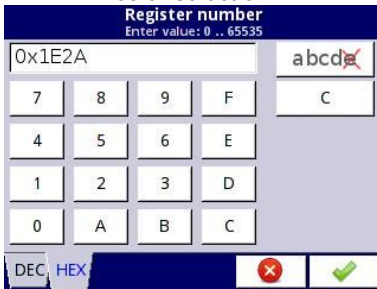 Register number
Enter value: 0 .. 65535
0x1E2A
abcde
7 8 9 F C
4 5 6 E
1 2 3 D
0 A B C
DEC HEX